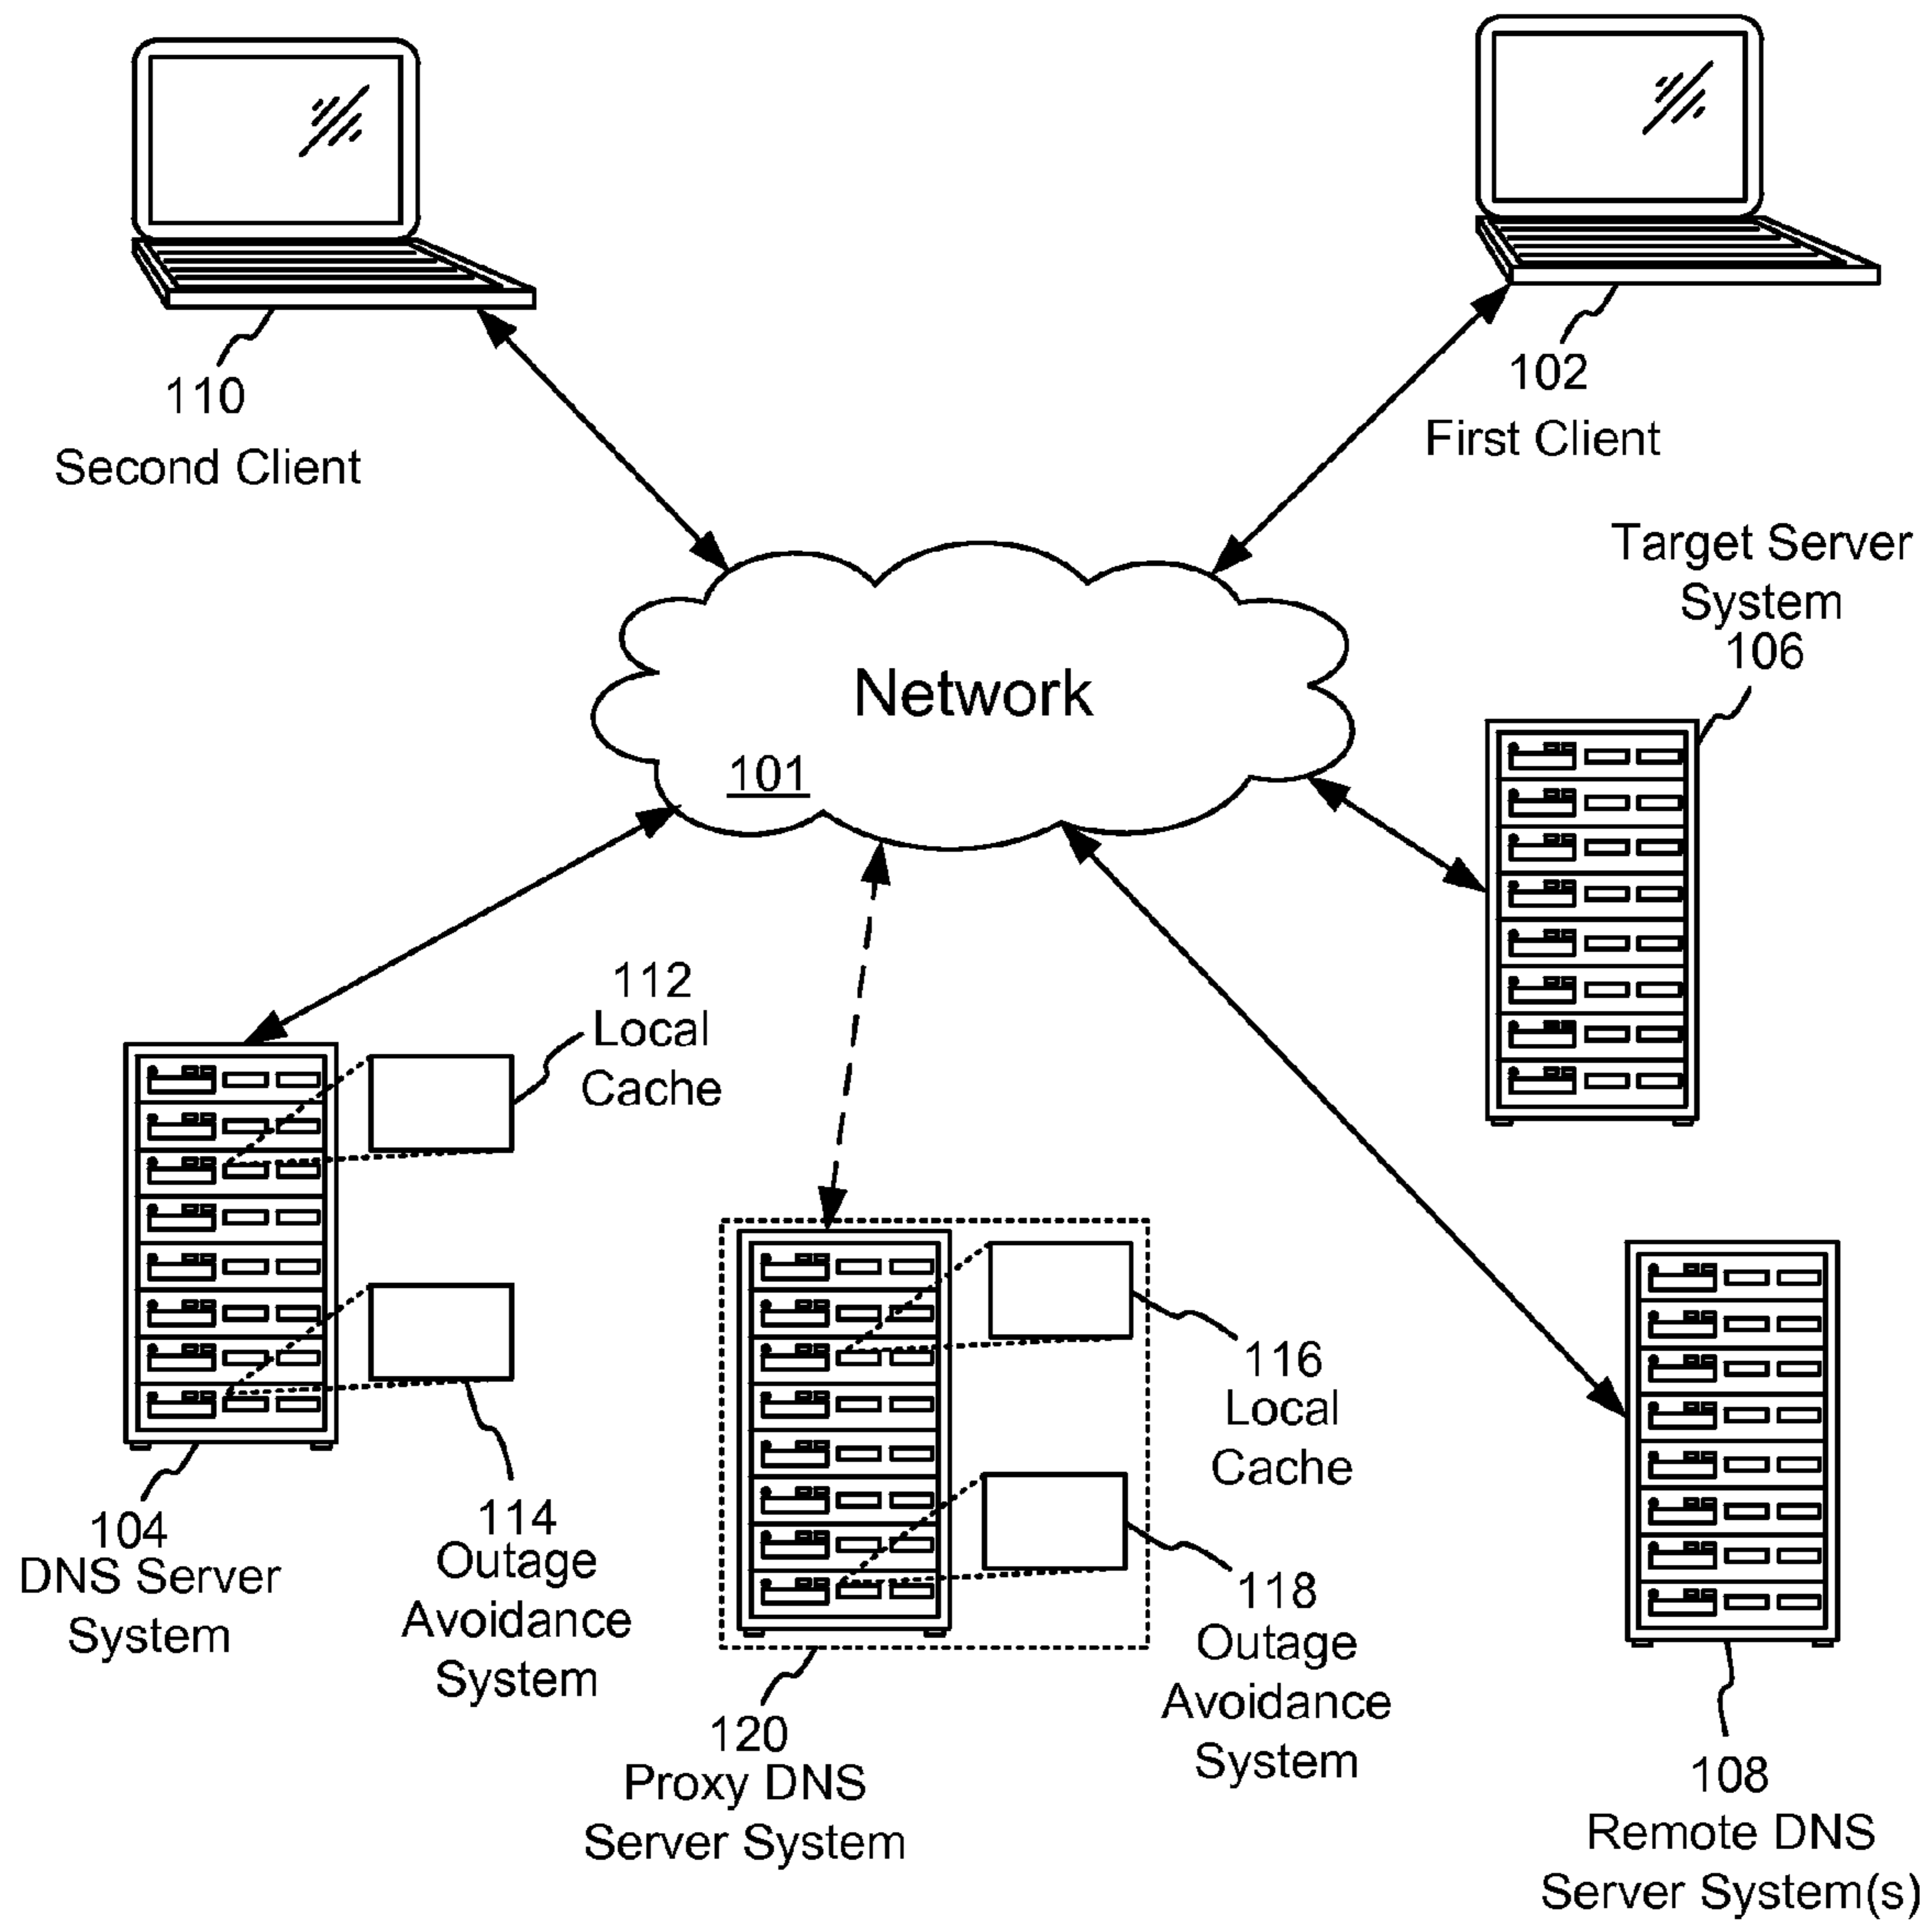 110
Second Client
102
First Client
Target Server
System
106
Network
101
112
Local
Cache
104
DNS Server
System
114
Outage
Avoidance
System
116
Local
Cache
118
Outage
Avoidance
System
120
Proxy DNS
Server System
108
Remote DNS
Server System(s)